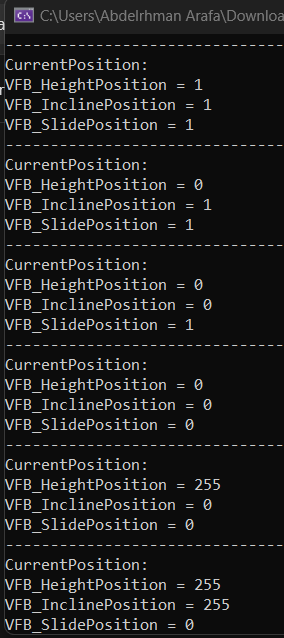 C:\Users\Abdelrhman Arafa\Downloa
--------------------------------
CurrentPosition:
VFB_HeightPosition = 1
VFB_InclinePosition = 1
VFB_SlidePosition = 1
--------------------------------
CurrentPosition:
VFB_HeightPosition = 0
VFB_InclinePosition = 1
VFB_SlidePosition = 1
--------------------------------
CurrentPosition:
VFB_HeightPosition = 0
VFB_InclinePosition = 0
VFB_SlidePosition = 1
--------------------------------
CurrentPosition:
VFB_HeightPosition = 0
VFB_InclinePosition = 0
VFB_SlidePosition = 0
--------------------------------
CurrentPosition:
VFB_HeightPosition = 255
VFB_InclinePosition = 0
VFB_SlidePosition = 0
--------------------------------
CurrentPosition:
VFB_HeightPosition = 255
VFB_InclinePosition = 255
VFB_SlidePosition = 0